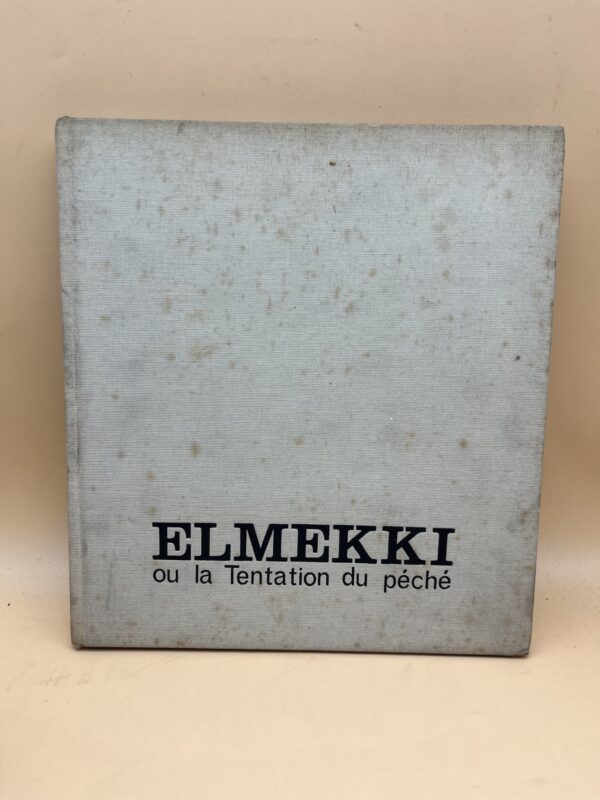 ELMEKKI
ou la Tentation du péché